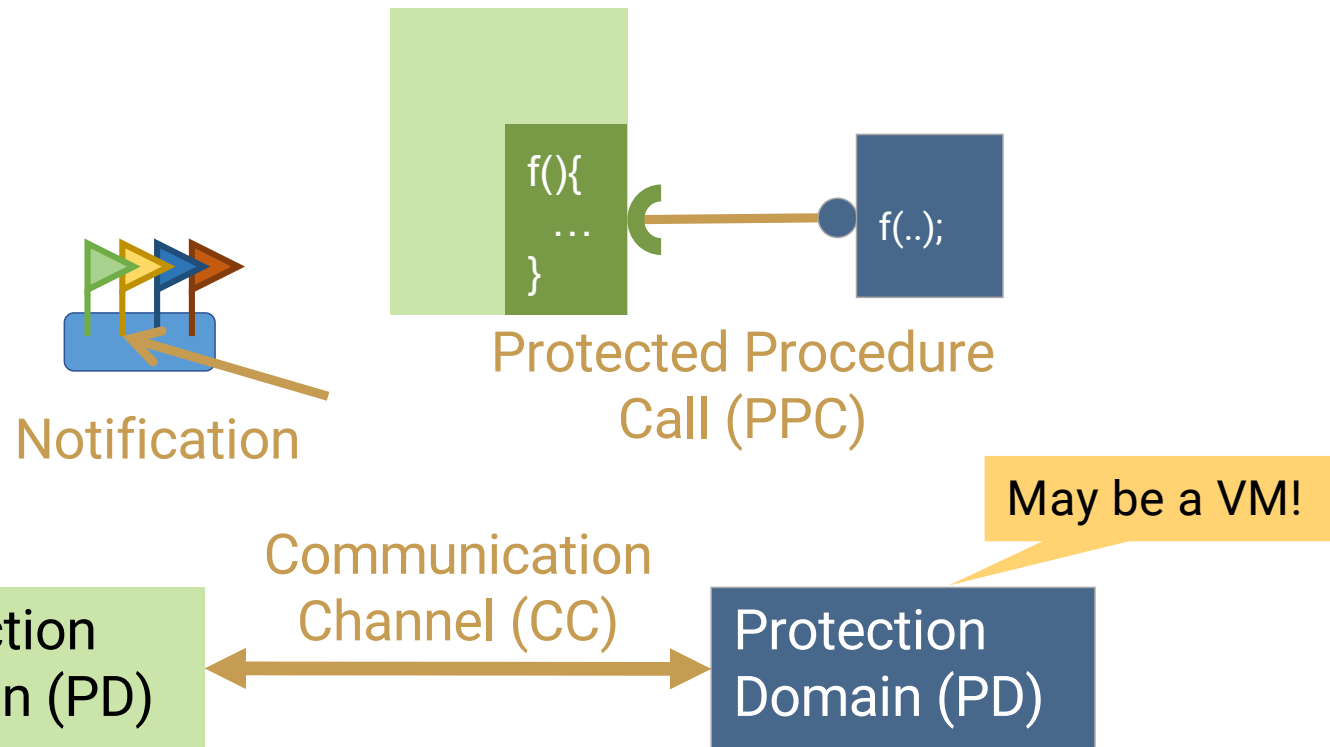 f(){
...
}
f(..);
Protected Procedure
Call (PPC)
Notification
May be a VM!
Communication
Channel (CC)
ction
n (PD)
Protection
Domain (PD)